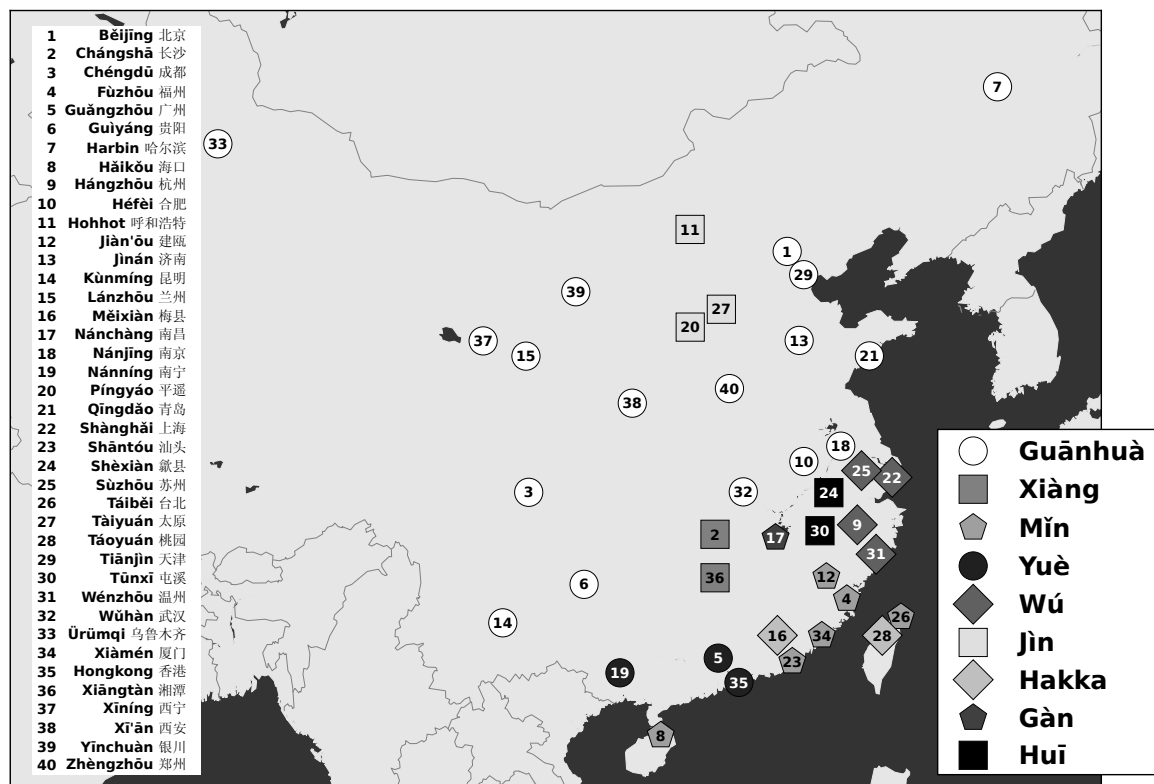 1 Běijīng 北京
2 Chángshā 长沙
3 Chéngdū 成都
4 Fùzhōu 福州
5 Guǎngzhōu 广州
6 Guìyáng 贵阳
7 Harbin 哈尔滨
8 Hǎikǒu 海口
9 Hángzhōu 杭州
10 Héfèi 合肥
11 Hohhot 呼和浩特
12 Jiàn'ōu 建瓯
13 Jìnán 济南
14 Kùnmíng 昆明
15 Lánzhōu 兰州
16 Měixiàn 梅县
17 Nánchàng 南昌
18 Nánjīng 南京
19 Nánníng 南宁
20 Píngyáo 平遥
21 Qīngdǎo 青岛
22 Shànghǎi 上海
23 Shāntóu 汕头
24 Shèxiàn 歙县
25 Sùzhōu 苏州
26 Táiběi 台北
27 Tàiyuán 太原
28 Táoyuán 桃园
29 Tiānjìn 天津
30 Tūnxī 屯溪
31 Wénzhōu 温州
32 Wǔhàn 武汉
33 Ürümqi 乌鲁木齐
34 Xiàmén 厦门
35 Hongkong 香港
36 Xiāngtàn 湘潭
37 Xīníng 西宁
38 Xī'ān 西安
39 Yīnchuàn 银川
40 Zhèngzhōu 郑州
7
33
11
1
29
39
27
20
13
37
15
21
40
38
18
10
25
22
3
32
24
9
2
17
30
31
36
12
6
4
26
14
16
34
28
5
23
19
35
8
Guānhuà
Xiàng
Mǐn
Yuè
Wú
Jìn
Hakka
Gàn
Huī